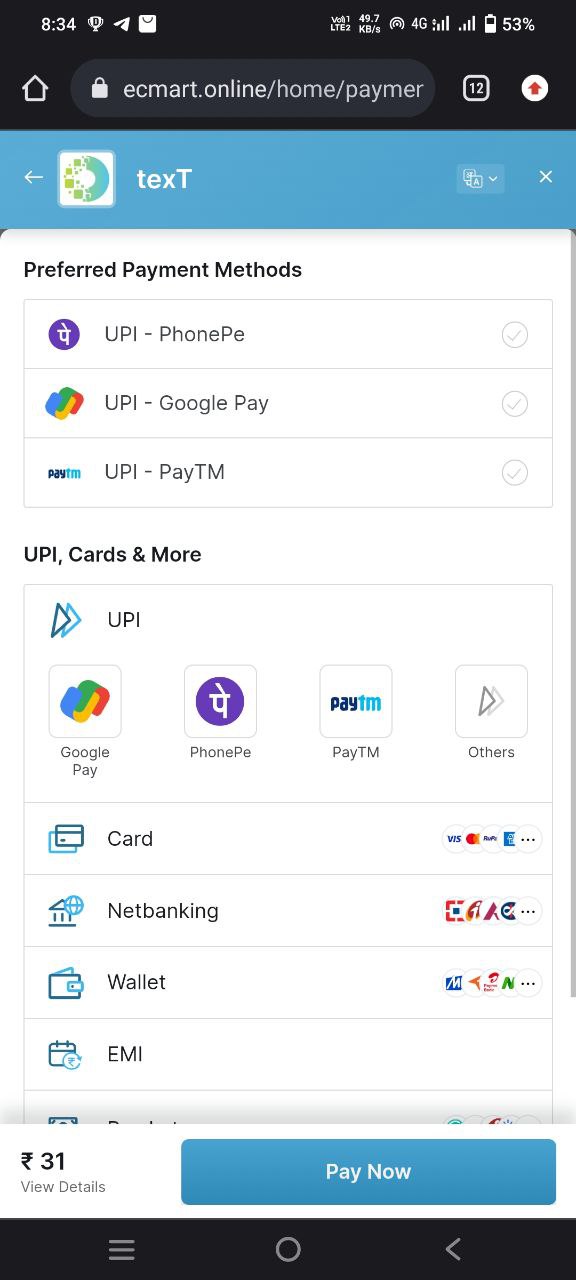 8:34
Vo)) 1
LTE2
49.7
KB/s
4G
53%
ecmart.online/home/paymer
12
texT
Preferred Payment Methods
पे
UPI - PhonePe
UPI - Google Pay
paytm
UPI - PayTM
UPI, Cards & More
UPI
पे
paytm
Google
Pay
PhonePe
PayTM
Others
Card
VISA
RuPay
Netbanking
Wallet
EMI
₹ 31
View Details
Pay Now